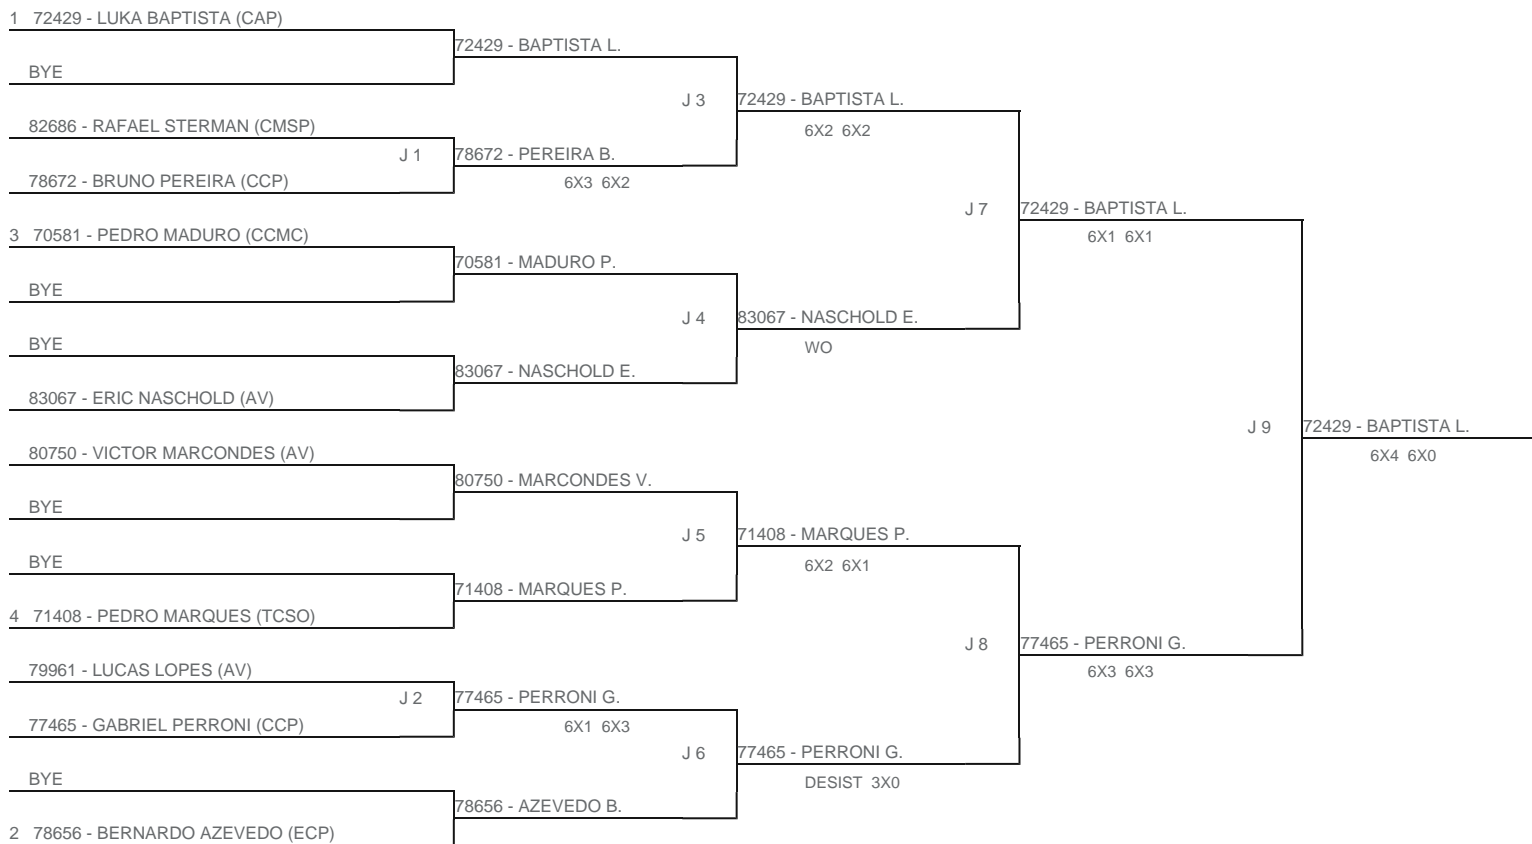 1 72429 - LUKA BAPTISTA (CAP)
72429 - BAPTISTA L.
BYE
J 3
72429 - BAPTISTA L.
6X2 6X2
82686 - RAFAEL STERMAN (CMSP)
J 1
78672 - PEREIRA B.
6X3 6X2
78672 - BRUNO PEREIRA (CCP)
J 7
72429 - BAPTISTA L.
6X1 6X1
3 70581 - PEDRO MADURO (CCMC)
70581 - MADURO P.
BYE
J 4
83067 - NASCHOLD E.
WO
BYE
83067 - NASCHOLD E.
83067 - ERIC NASCHOLD (AV)
J 9
72429 - BAPTISTA L.
6X4 6X0
80750 - VICTOR MARCONDES (AV)
80750 - MARCONDES V.
BYE
J 5
71408 - MARQUES P.
6X2 6X1
BYE
71408 - MARQUES P.
4 71408 - PEDRO MARQUES (TCSO)
J 8
77465 - PERRONI G.
6X3 6X3
79961 - LUCAS LOPES (AV)
J 2
77465 - PERRONI G.
6X1 6X3
77465 - GABRIEL PERRONI (CCP)
J 6
77465 - PERRONI G.
DESIST 3X0
BYE
78656 - AZEVEDO B.
2 78656 - BERNARDO AZEVEDO (ECP)